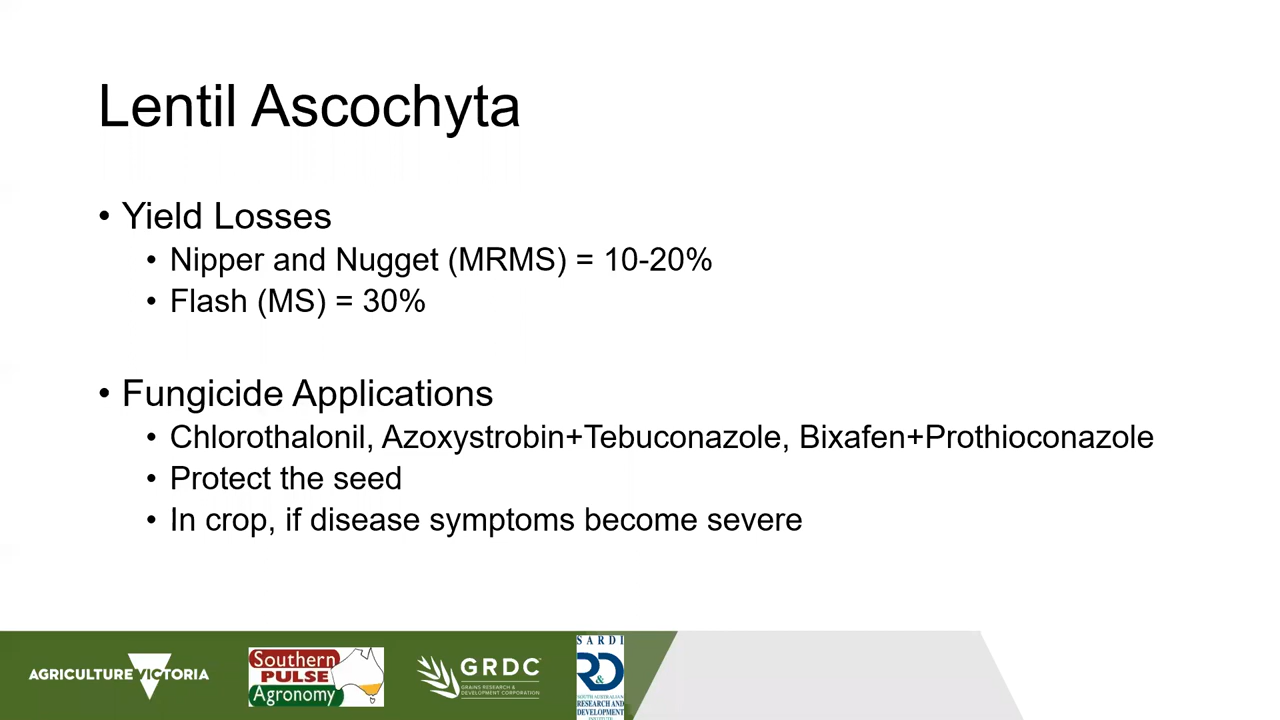 Lentil Ascochyta
• Yield Losses
• Nipper and Nugget (MRMS) = 10-20%
• Flash (MS) = 30%
• Fungicide Applications
• Chlorothalonil, Azoxystrobin+Tebuconazole, Bixafen+Prothioconazole
• Protect the seed
• In crop, if disease symptoms become severe
AGRICULTURE VICTORIA
Southern
PULSE
Agronomy
GRDC
GRAINS RESEARCH &
DEVELOPMENT CORPORATION
SARDI
R&D
SOUTH AUSTRALIAN
RESEARCH AND
DEVELOPMENT
INSTITUTE